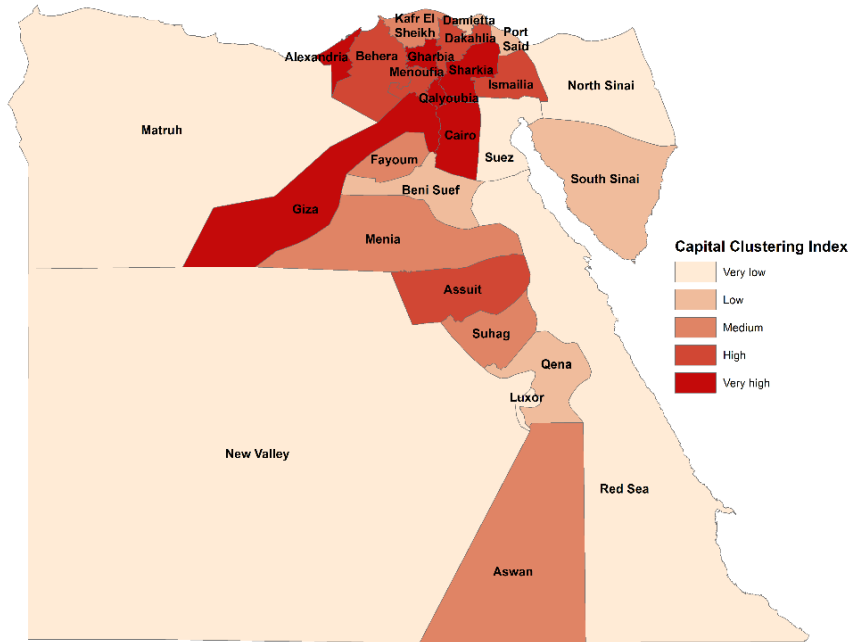 Kafr El
Sheikh
Damietta
Port
Said
Dakahlia
Alexandria
Behera
Gharbia
Menoufia
Sharkia
Ismailia
North Sinai
Qalyoubia
Matruh
Cairo
Fayoum
Suez
South Sinai
Beni Suef
Giza
Menia
Capital Clustering Index
Very low
Low
Medium
High
Very high
Assuit
Suhag
Qena
Luxor
New Valley
Red Sea
Aswan